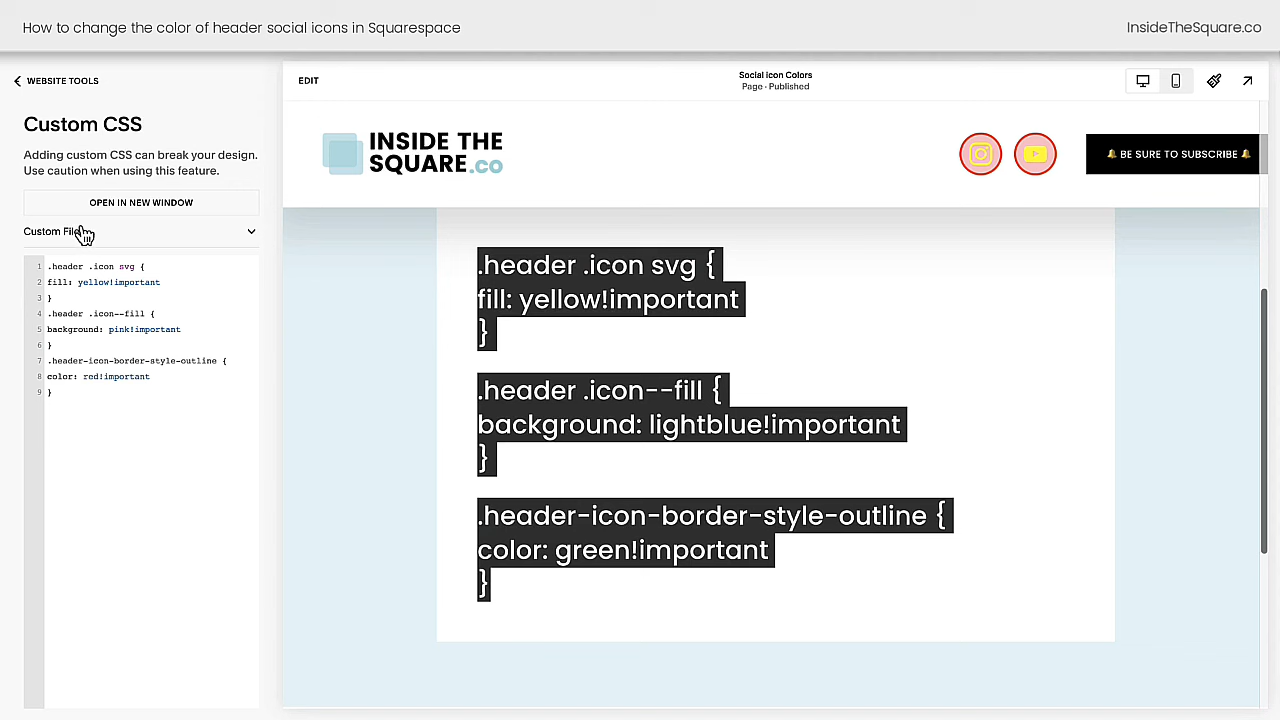 How to change the color of header social icons in Squarespace
InsideTheSquare.co
WEBSITE TOOLS
Custom CSS
Adding custom CSS can break your design.
Use caution when using this feature.
OPEN IN NEW WINDOW
Custom
1 .header .icon svg {
2 fill: yellow!important
3 }
4 .header .icon--fill {
5 background: pink!important
6 }
7 .header-icon-border-style-outline {
8 color: red!important
9 }
EDIT
Social icon Colors
Page · Published
INSIDE THE
SQUARE.co
🔔 BE SURE TO SUBSCRIBE 🔔
.header .icon svg {
fill: yellow!important
}
.header .icon--fill {
background: lightblue!important
}
.header-icon-border-style-outline {
color: green!important
}